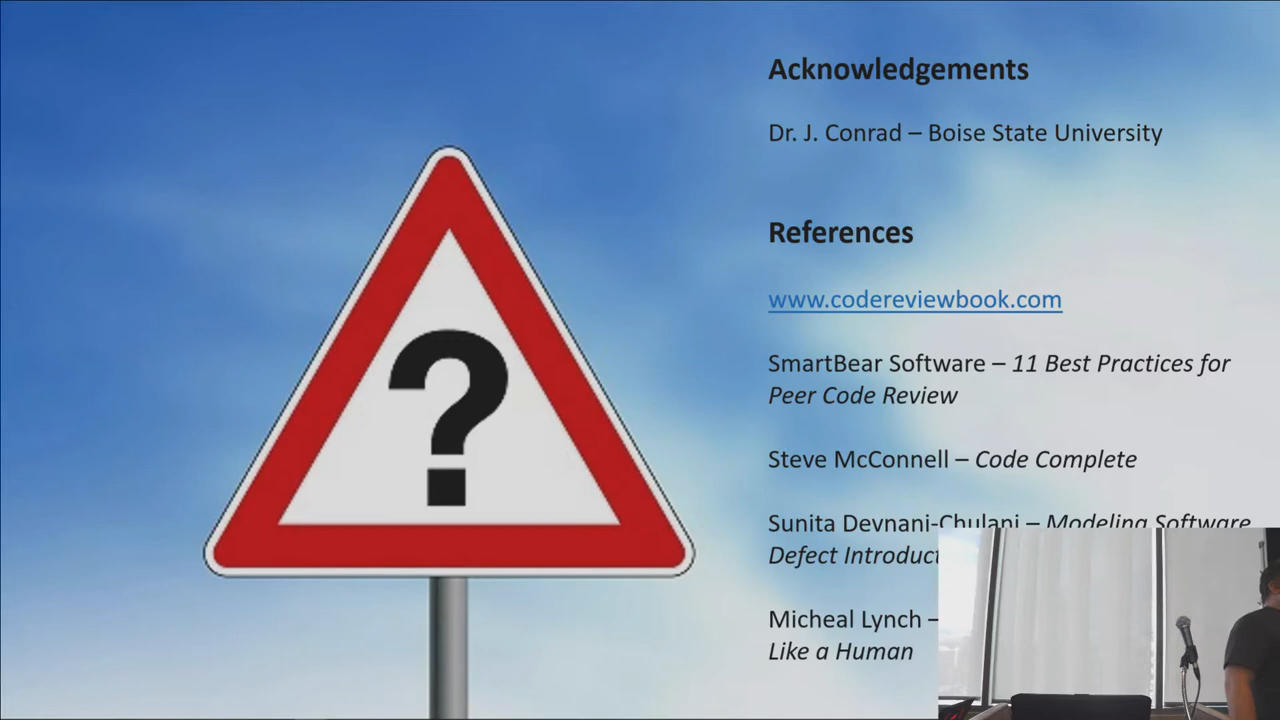 Acknowledgements
Dr. J. Conrad – Boise State University
References
www.codereviewbook.com
SmartBear Software – 11 Best Practices for
Peer Code Review
Steve McConnell – Code Complete
Sunita Devnani-Chulani – Modeling Software
Defect
Micheal Lynch –
Like a Human
?